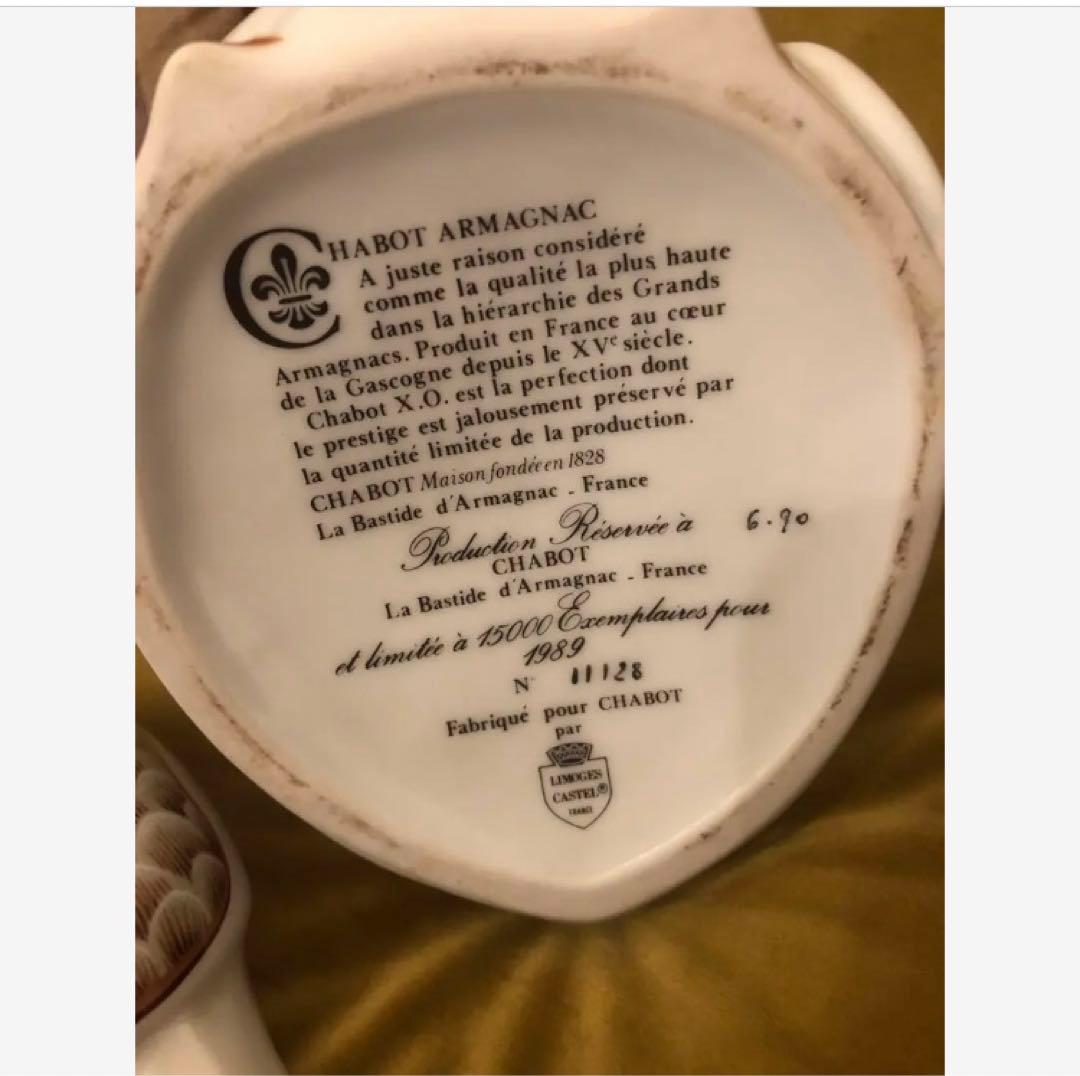 CHABOT ARMAGNAC
A juste raison considéré
comme la qualité la plus haute
dans la hiérarchie des Grands
Armagnacs. Produit en France au cœur
de la Gascogne depuis le XVe siècle.
Chabot X.O. est la perfection dont
le prestige est jalousement préservé par
la quantité limitée de la production.
CHABOT Maison fondée en 1828
La Bastide d'Armagnac - France
Production Réservée à 6.90
CHABOT
La Bastide d'Armagnac - France
et limitée à 15000 Exemplaires pour
1989
N° 11128
Fabriqué pour CHABOT
par
LIMOGES
CASTEL®
FRANCE